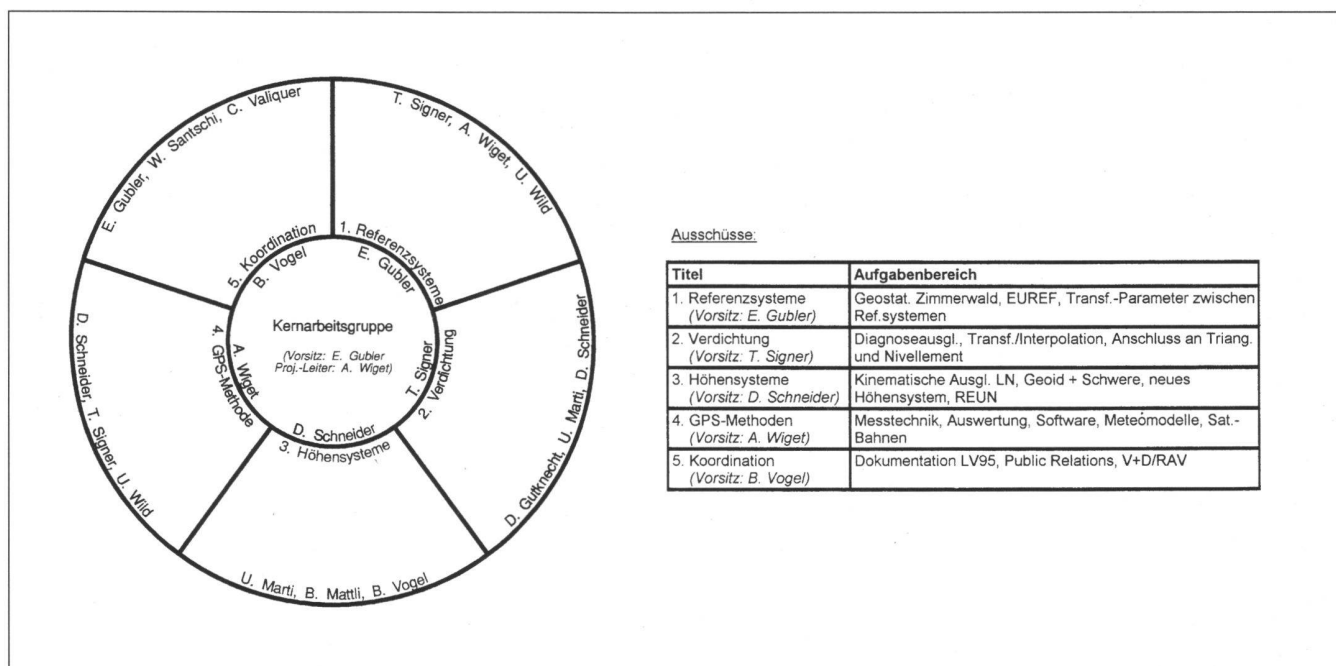 E. Gubler, W. Santschi, C. Valiquer
T. Signer, A. Wiget, U. Wild
5. Koordination
B. Vogel
1. Referenzsysteme
E. Gubler
Kernarbeitsgruppe
(Vorsitz: E. Gubler
Proj.-Leiter: A. Wiget)
A. Wiget
4. GPS-Methode
T. Signer
2. Verdichtung
D. Schneider
3. Höhensysteme
D. Schneider, T. Signer, U. Wild
D. Gutknecht, U. Marti, D. Schneider
U. Marti, B. Mattli, B. Vogel
Ausschüsse:
Titel Aufgabenbereich
1. Referenzsysteme Geostat. Zimmerwald, EUREF, Transf.-Parameter zwischen
(Vorsitz: E. Gubler) Ref.systemen
2. Verdichtung Diagnoseausgl., Transf./Interpolation, Anschluss an Triang.
(Vorsitz: T. Signer) und Nivellement
3. Höhensysteme Kinematische Ausgl. LN, Geoid + Schwere, neues
(Vorsitz: D. Schneider) Höhensystem, REUN
4. GPS-Methoden Messtechnik, Auswertung, Software, Meteomodelle, Sat.-
(Vorsitz: A. Wiget) Bahnen
5. Koordination Dokumentation LV95, Public Relations, V+D/RAV
(Vorsitz: B. Vogel)